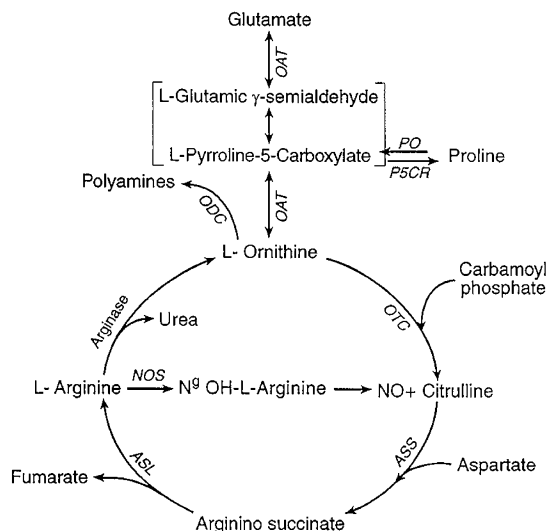 Glutamate
OAT
L-Glutamic γ-semialdehyde
L-Pyrroline-5-Carboxylate
PO
P5CR
Proline
Polyamines
ODC
OAT
L- Ornithine
Carbamoyl
phosphate
OTC
Arginase
Urea
L- Arginine
NOS
Nᵍ OH-L-Arginine
NO+ Citrulline
ASL
ASS
Fumarate
Aspartate
Arginino succinate